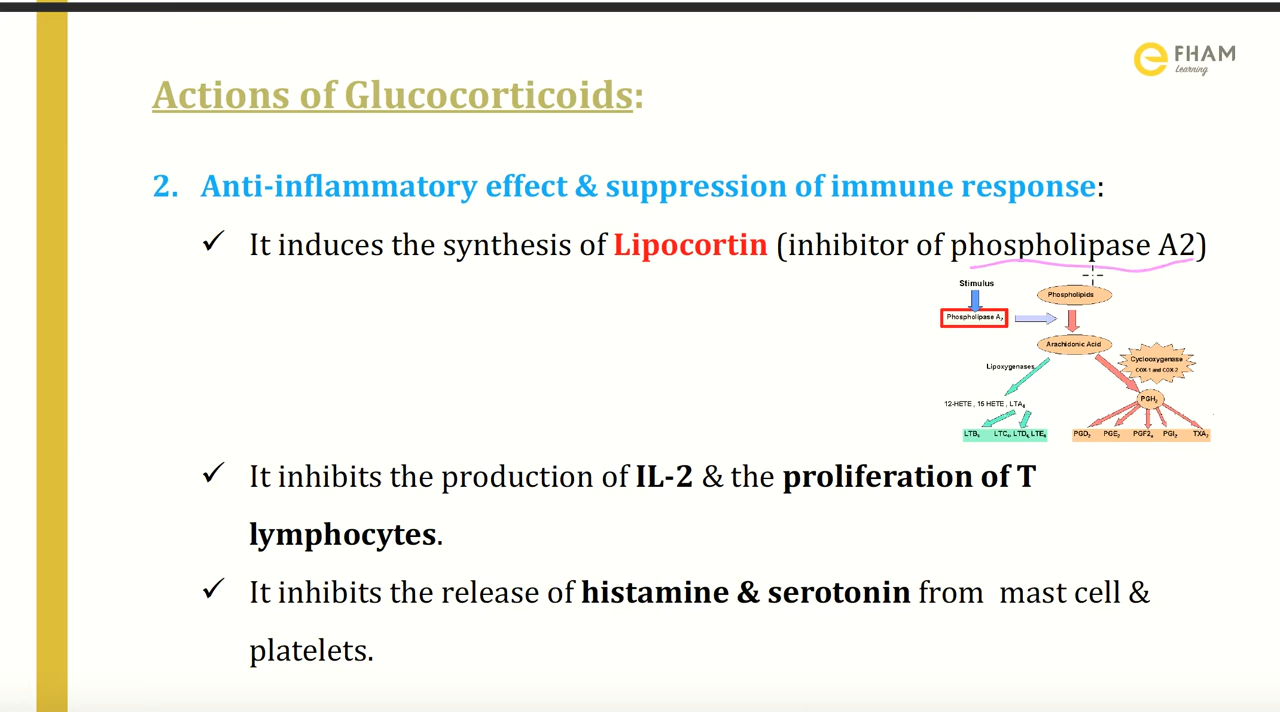 FHAM
Learning
Actions of Glucocorticoids:
2. Anti-inflammatory effect & suppression of immune response:
✓ It induces the synthesis of Lipocortin (inhibitor of phospholipase A2)
Stimulus
Phospholipids
Phospholipase A₂
Arachidonic Acid
Cyclooxygenase
COX-1 and COX-2
Lipoxygenases
PGH₂
12-HETE , 15 HETE , LTA₄
LTB₄ LTC₄, LTD₄ LTE₄
PGD₂ PGE₂ PGF2ₐ PGI₂ TXA₂
✓ It inhibits the production of IL-2 & the proliferation of T
lymphocytes.
✓ It inhibits the release of histamine & serotonin from mast cell &
platelets.